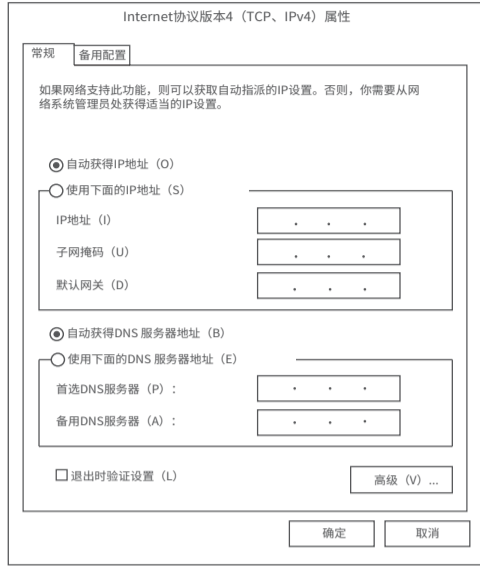 Internet协议版本4（TCP、IPv4）属性
常规
备用配置
如果网络支持此功能，则可以获取自动指派的IP设置。否则，你需要从网
络系统管理员处获得适当的IP设置。
自动获得IP地址（O）
使用下面的IP地址（S）
IP地址（I）
子网掩码（U）
默认网关（D）
自动获得DNS 服务器地址（B）
使用下面的DNS 服务器地址（E）
首选DNS服务器（P）：
备用DNS服务器（A）：
退出时验证设置（L）
高级（V）...
确定
取消